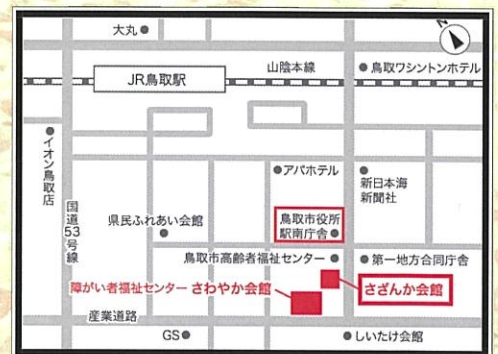 N
大丸
JR鳥取駅
山陰本線
鳥取ワシントンホテル
イオン鳥取店
国道53号線
アパホテル
新日本海
新聞社
県民ふれあい会館
鳥取市役所
駅南庁舎
鳥取市高齢者福祉センター
第一地方合同庁舎
障がい者福祉センター さわやか会館
さざんか会館
産業道路
GS
しいたけ会館